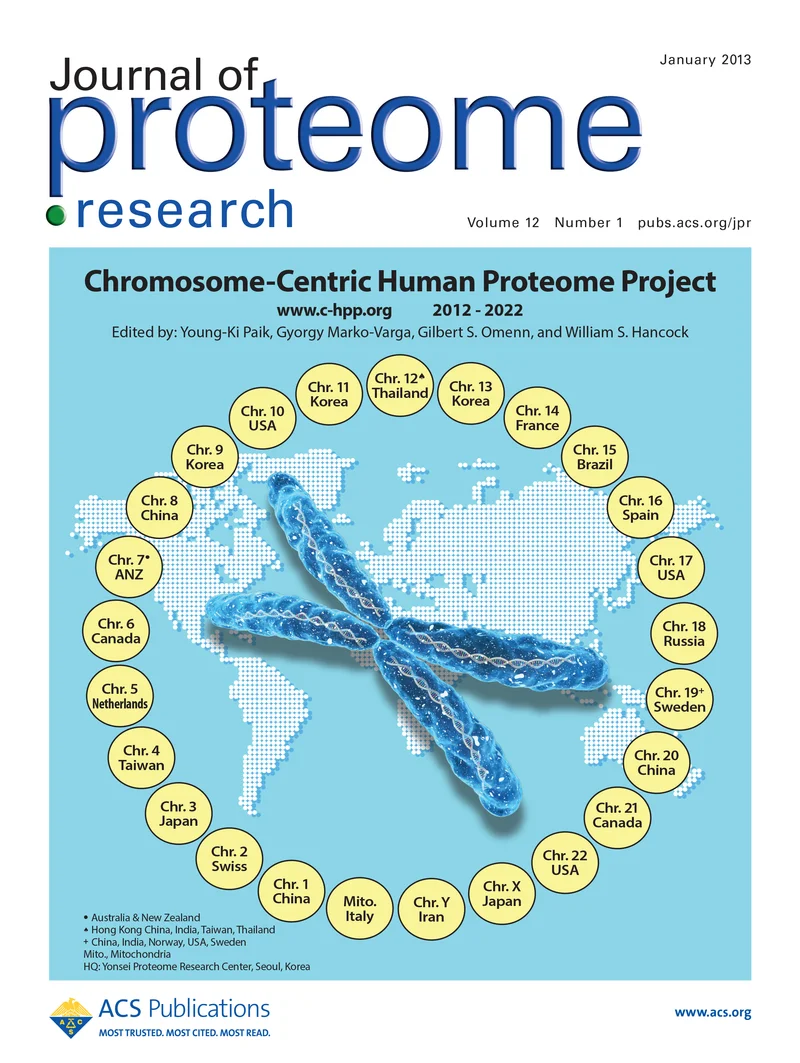 January 2013
Journal of
proteome
research
Volume 12 Number 1 pubs.acs.org/jpr
Chromosome-Centric Human Proteome Project
www.c-hpp.org 2012 - 2022
Edited by: Young-Ki Paik, Gyorgy Marko-Varga, Gilbert S. Omenn, and William S. Hancock
Chr. 12♠
Thailand
Chr. 13
Korea
Chr. 14
France
Chr. 15
Brazil
Chr. 16
Spain
Chr. 17
USA
Chr. 18
Russia
Chr. 19+
Sweden
Chr. 20
China
Chr. 21
Canada
Chr. 22
USA
Chr. X
Japan
Chr. Y
Iran
Mito.
Italy
Chr. 1
China
Chr. 2
Swiss
Chr. 3
Japan
Chr. 4
Taiwan
Chr. 5
Netherlands
Chr. 6
Canada
Chr. 7•
ANZ
Chr. 8
China
Chr. 9
Korea
Chr. 10
USA
Chr. 11
Korea
• Australia & New Zealand
♠ Hong Kong China, India, Taiwan, Thailand
+ China, India, Norway, USA, Sweden
Mito., Mitochondria
HQ: Yonsei Proteome Research Center, Seoul, Korea
A C S
ACS Publications
MOST TRUSTED. MOST CITED. MOST READ.
www.acs.org